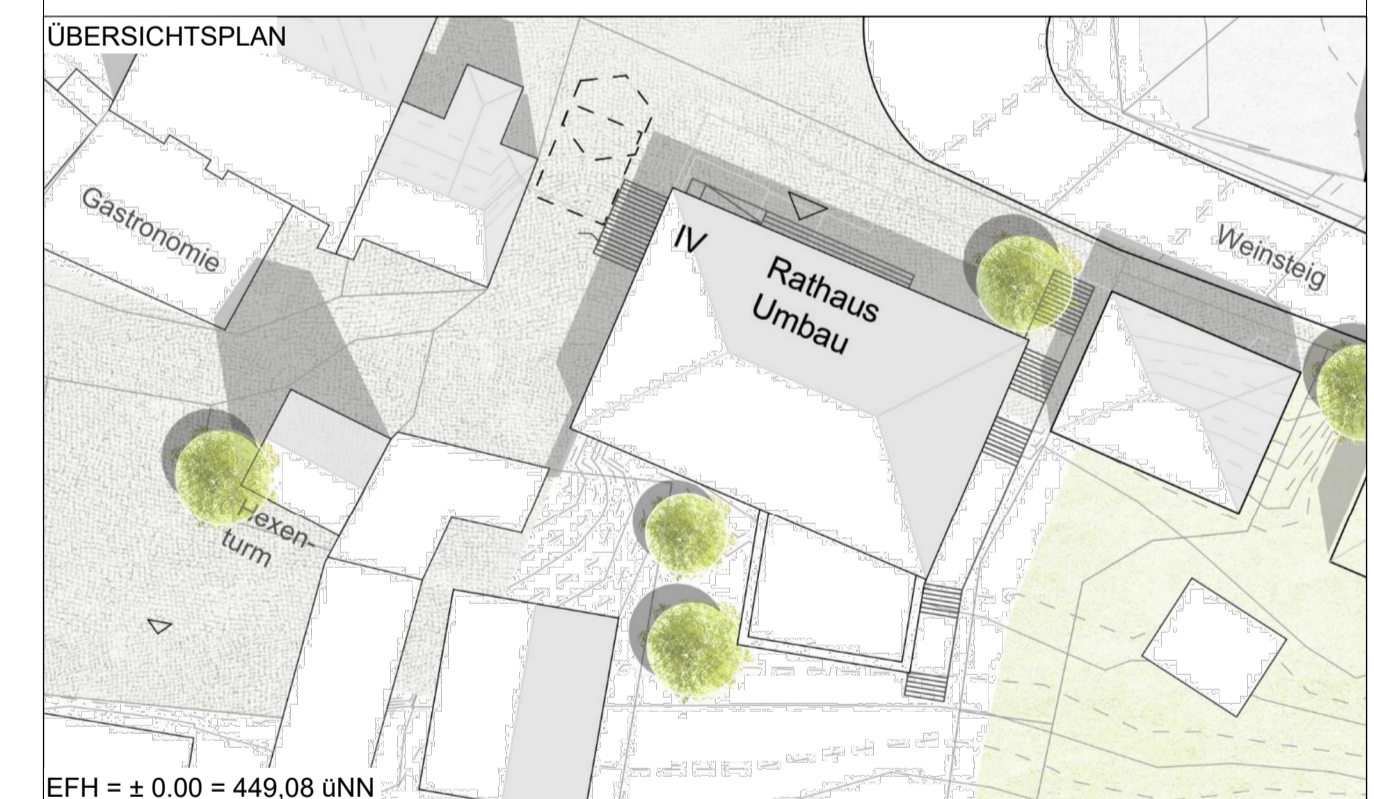 ÜBERSICHTSPLAN
Gastronomie
IV
Rathaus
Umbau
Weinsteig
Hexen-
turm
EFH = ± 0.00 = 449,08 üNN